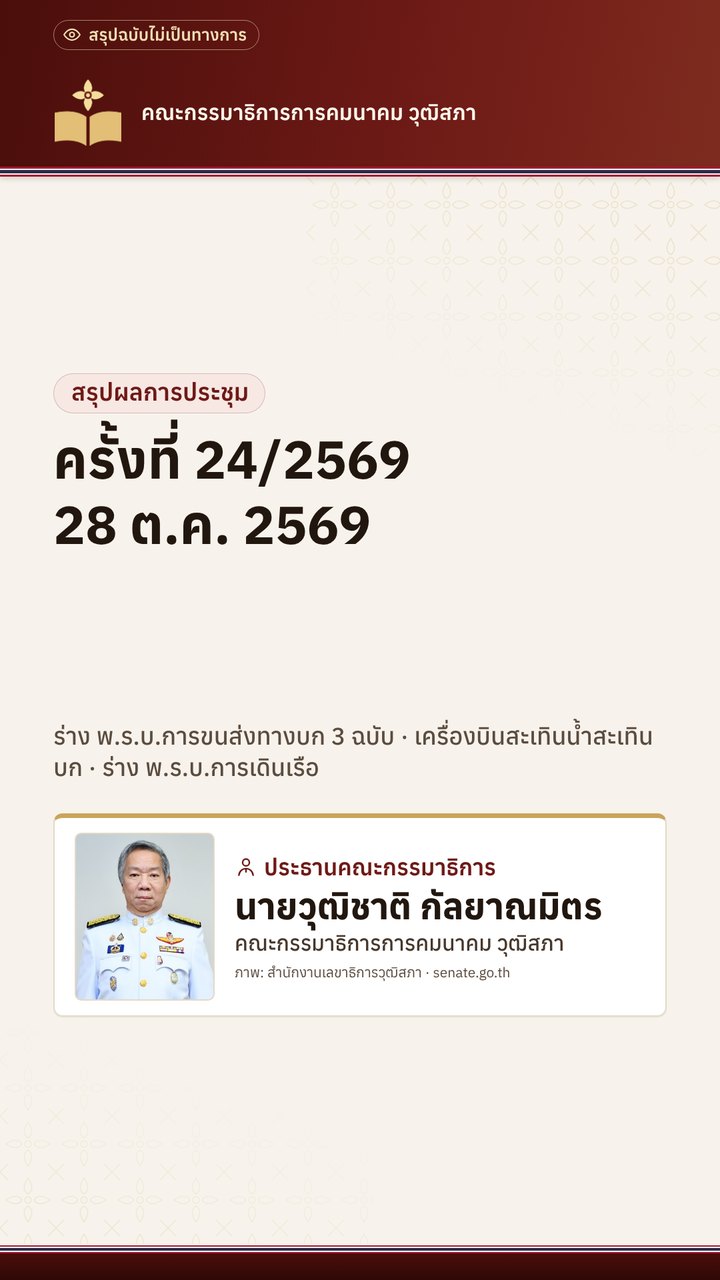 สรุปฉบับไม่เป็นทางการ
คณะกรรมาธิการการคมนาคม วุฒิสภา
สรุปผลการประชุม
ครั้งที่ 24/2569
28 ต.ค. 2569
ร่าง พ.ร.บ.การขนส่งทางบก 3 ฉบับ · เครื่องบินสะเทินน้ำสะเทิน
บก · ร่าง พ.ร.บ.การเดินเรือ
ประธานคณะกรรมาธิการ
นายวุฒิชาติ กัลยาณมิตร
คณะกรรมาธิการการคมนาคม วุฒิสภา
ภาพ: สำนักงานเลขาธิการวุฒิสภา · senate.go.th